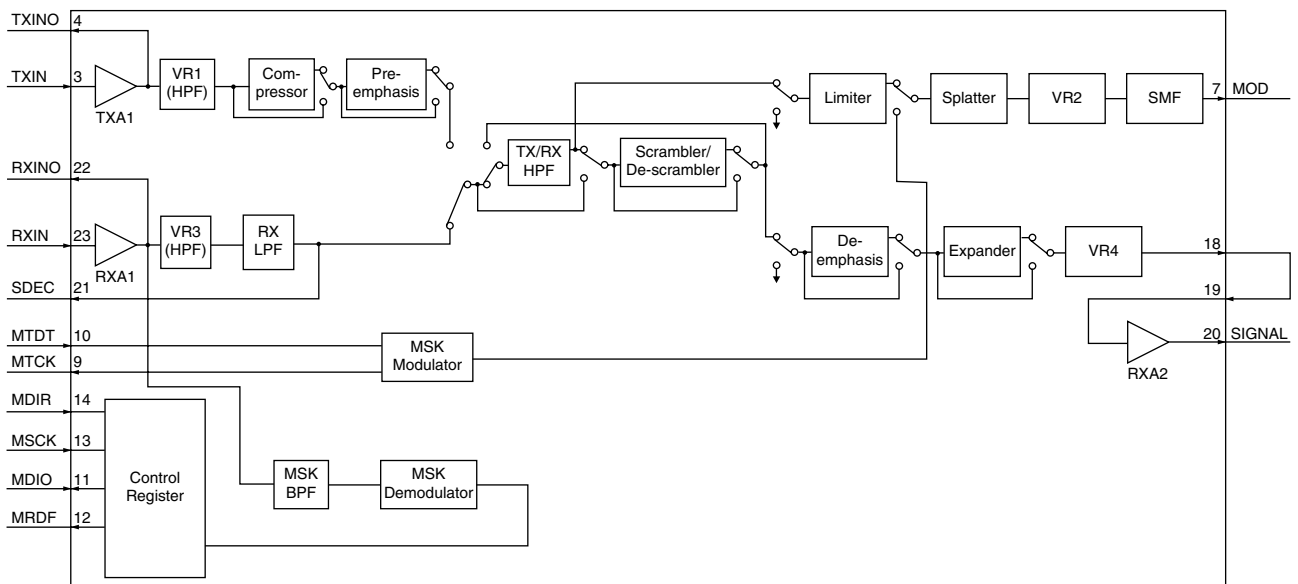 TXINO 4
TXIN 3
TXA1
VR1
(HPF)
Com-
pressor
Pre-
emphasis
Limiter
Splatter
VR2
SMF
7 MOD
RXINO 22
TX/RX
HPF
Scrambler/
De-scrambler
RXIN 23
RXA1
VR3
(HPF)
RX
LPF
De-
emphasis
Expander
VR4
18
SDEC 21
19
MTDT 10
MTCK 9
MSK
Modulator
20 SIGNAL
RXA2
MDIR 14
MSCK 13
MDIO 11
MRDF 12
Control
Register
MSK
BPF
MSK
Demodulator